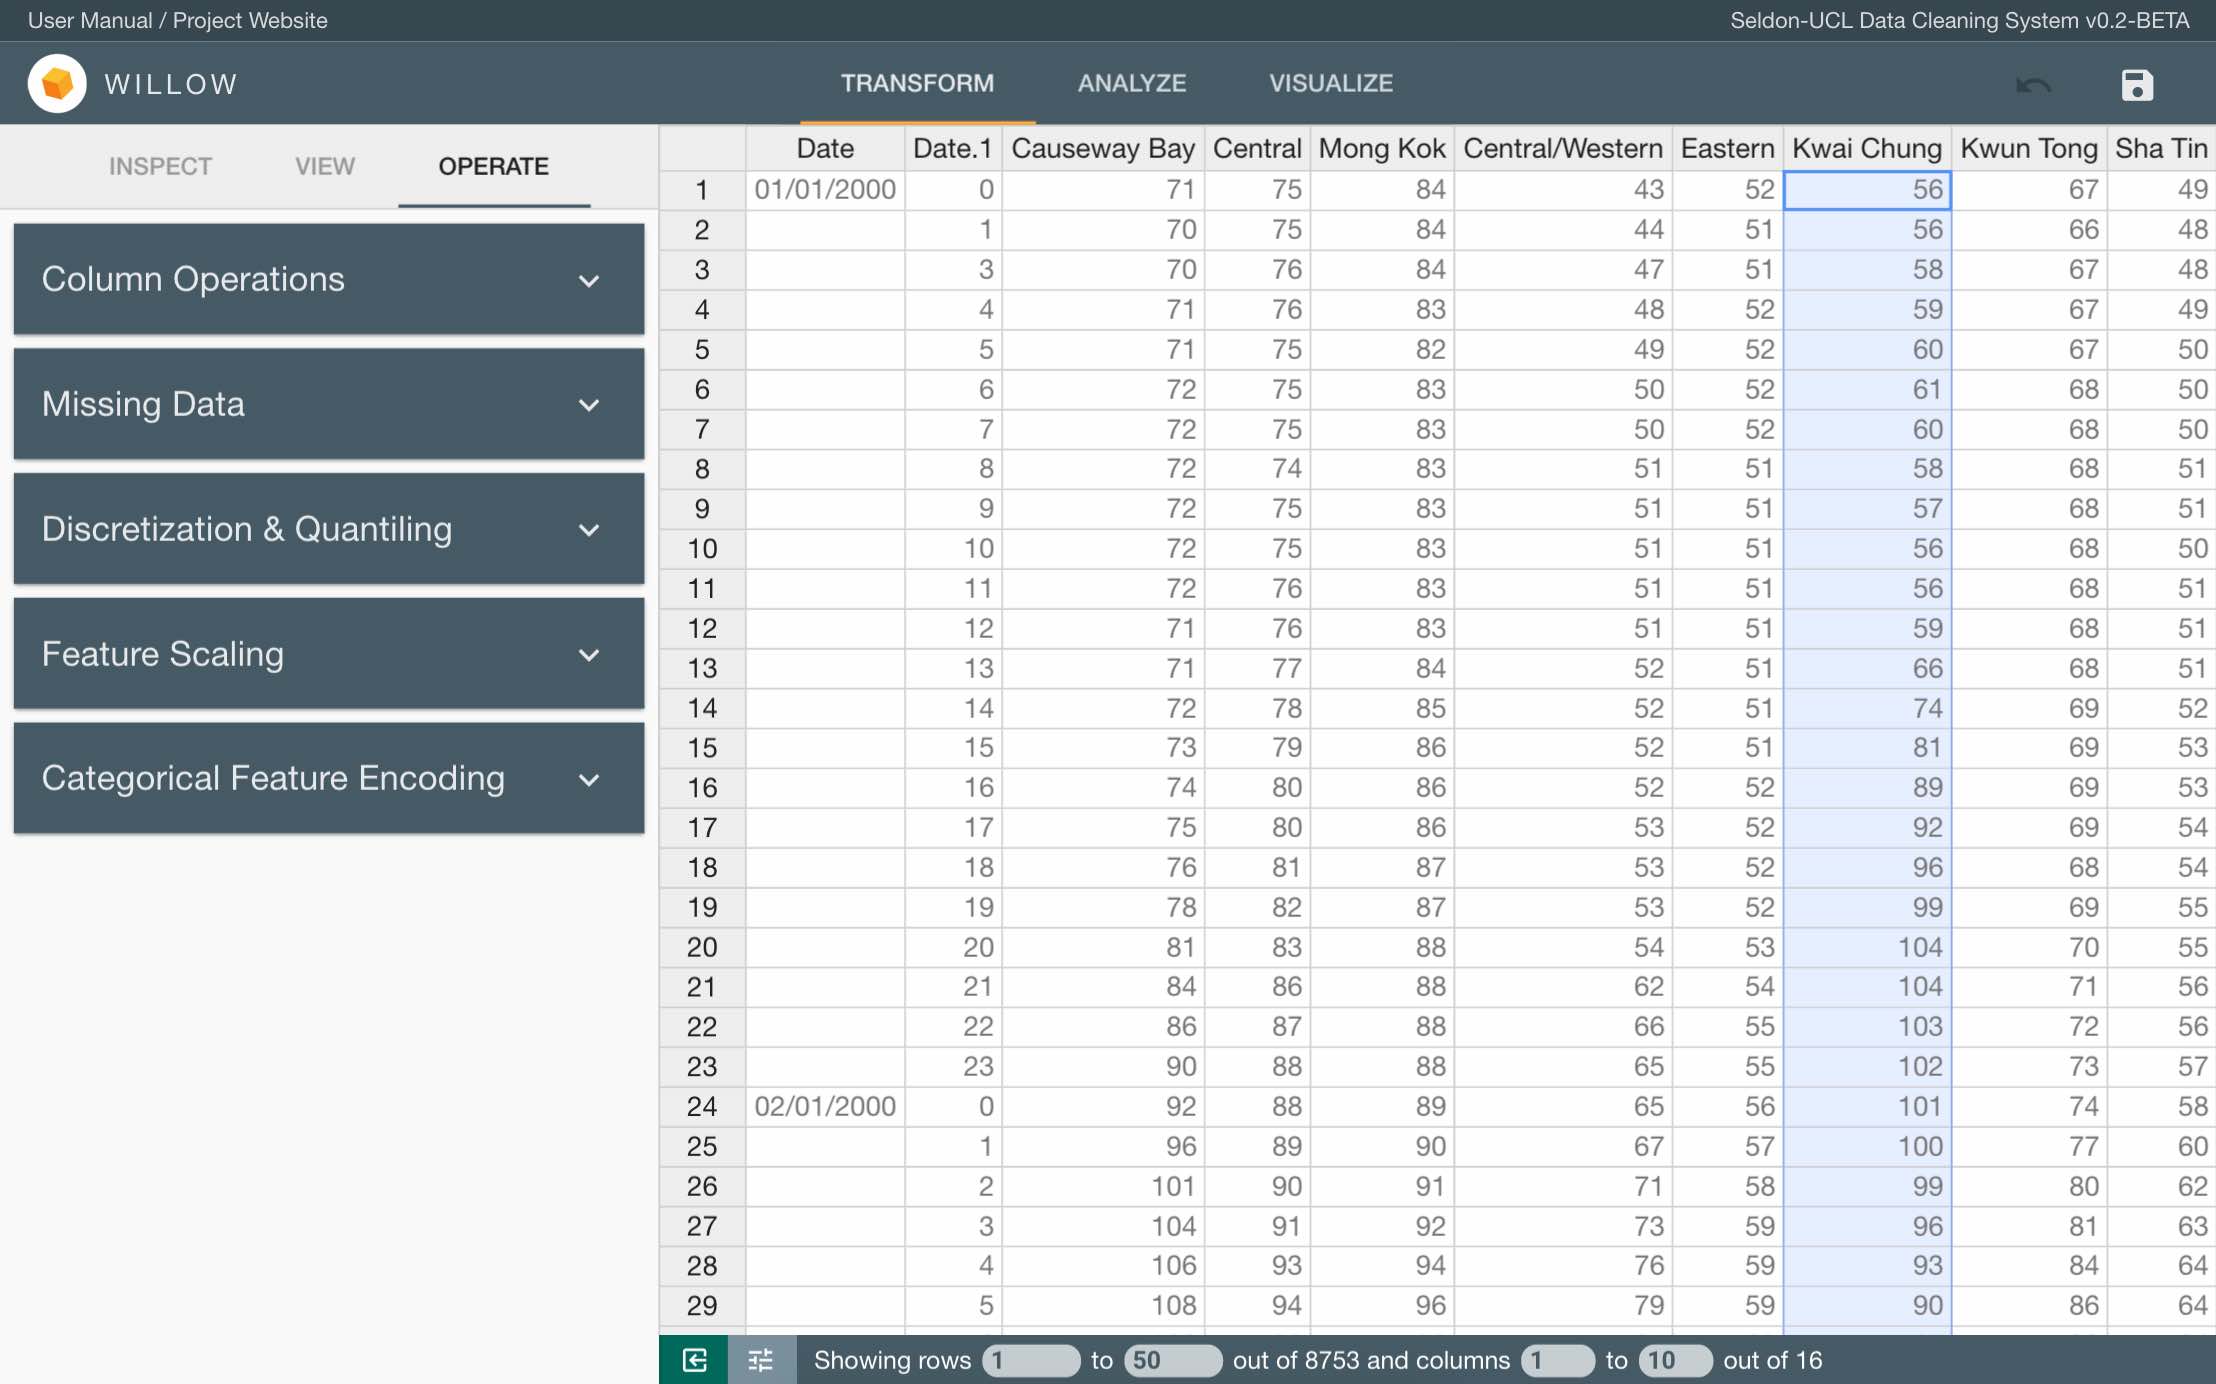 User Manual / Project Website
Seldon-UCL Data Cleaning System v0.2-BETA
WILLOW
TRANSFORM ANALYZE VISUALIZE
INSPECT VIEW OPERATE
Column Operations
Missing Data
Discretization & Quantiling
Feature Scaling
Categorical Feature Encoding
Date Date.1 Causeway Bay Central Mong Kok Central/Western Eastern Kwai Chung Kwun Tong Sha Tin
1 01/01/2000 0 71 75 84 43 52 56 67 49
2 1 70 75 84 44 51 56 66 48
3 3 70 76 84 47 51 58 67 48
4 4 71 76 83 48 52 59 67 49
5 5 71 75 82 49 52 60 67 50
6 6 72 75 83 50 52 61 68 50
7 7 72 75 83 50 52 60 68 50
8 8 72 74 83 51 51 58 68 51
9 9 72 75 83 51 51 57 68 51
10 10 72 75 83 51 51 56 68 50
11 11 72 76 83 51 51 56 68 51
12 12 71 76 83 51 51 59 68 51
13 13 71 77 84 52 51 66 68 51
14 14 72 78 85 52 51 74 69 52
15 15 73 79 86 52 51 81 69 53
16 16 74 80 86 52 52 89 69 53
17 17 75 80 86 53 52 92 69 54
18 18 76 81 87 53 52 96 68 54
19 19 78 82 87 53 52 99 69 55
20 20 81 83 88 54 53 104 70 55
21 21 84 86 88 62 54 104 71 56
22 22 86 87 88 66 55 103 72 56
23 23 90 88 88 65 55 102 73 57
24 02/01/2000 0 92 88 89 65 56 101 74 58
25 1 96 89 90 67 57 100 77 60
26 2 101 90 91 71 58 99 80 62
27 3 104 91 92 73 59 96 81 63
28 4 106 93 94 76 59 93 84 64
29 5 108 94 96 79 59 90 86 64
Showing rows 1 to 50 out of 8753 and columns 1 to 10 out of 16